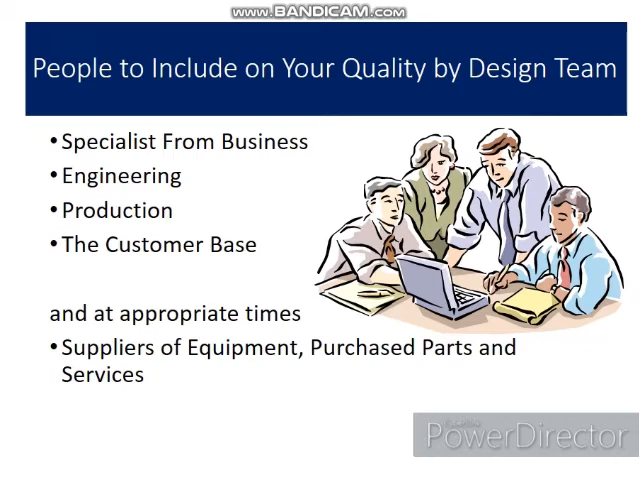 www.BANDICAM.com
People to Include on Your Quality by Design Team
• Specialist From Business
• Engineering
• Production
• The Customer Base
and at appropriate times
• Suppliers of Equipment, Purchased Parts and
Services
PowerDirector